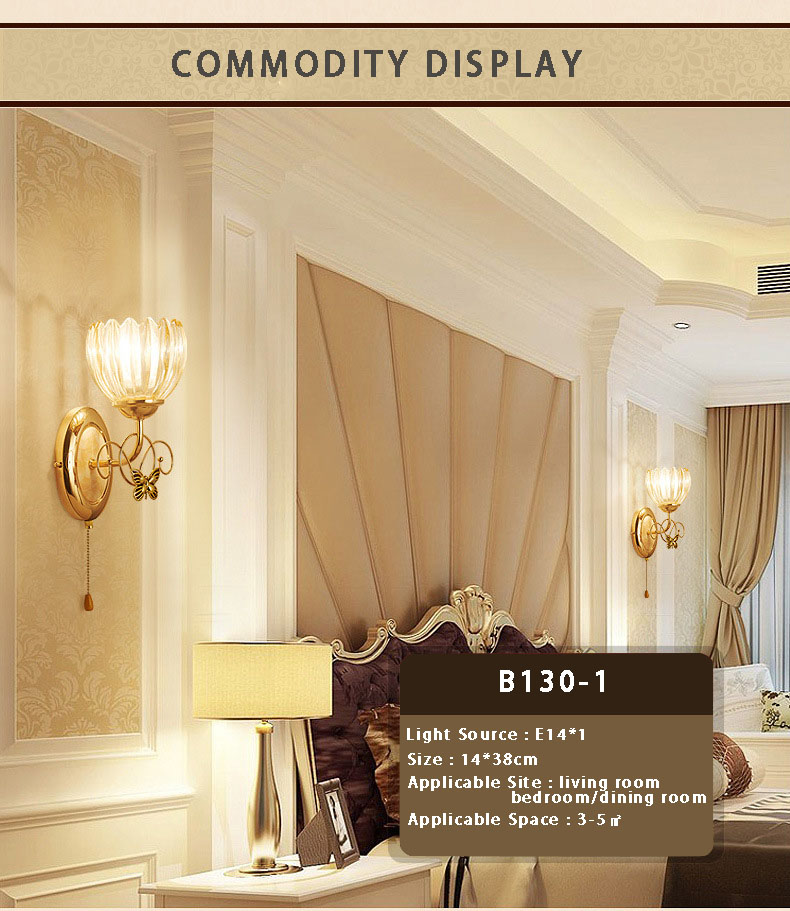 COMMODITY DISPLAY
B130-1
Light Source : E14*1
Size : 14*38cm
Applicable Site : living room
bedroom/dining room
Applicable Space : 3-5㎡